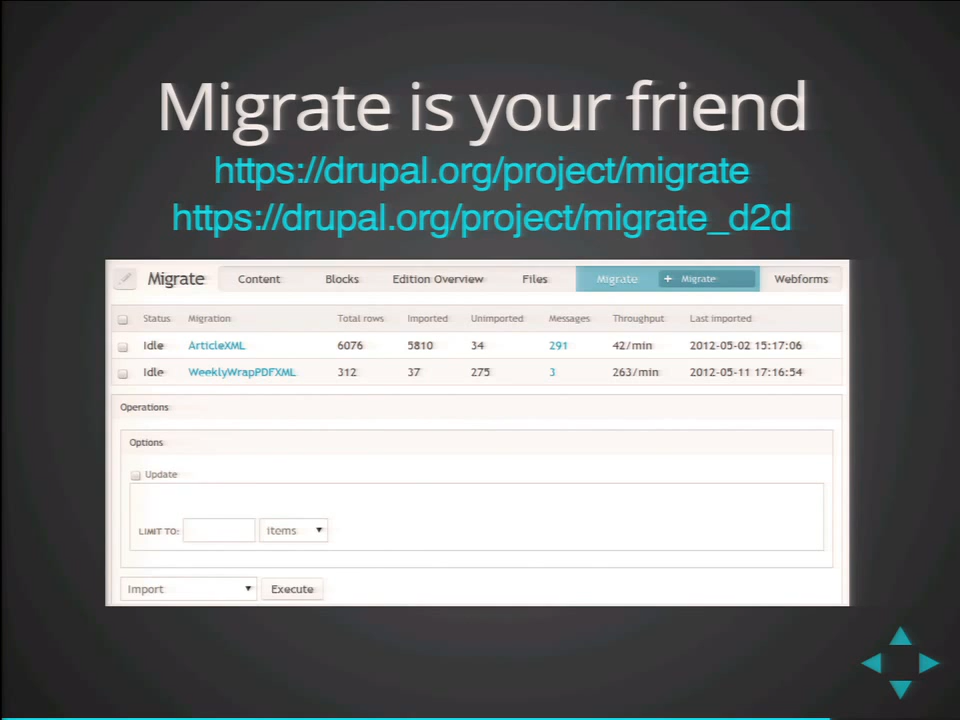 Migrate is your friend
https://drupal.org/project/migrate
https://drupal.org/project/migrate_d2d
Migrate Content Blocks Edition Overview Files Migrate + Migrate Webforms
Status Migration Total rows Imported Unimported Messages Throughput Last imported
Idle ArticleXML 6076 5810 34 291 42/min 2012-05-02 15:17:06
Idle WeeklyWrapPDFXML 312 37 275 3 263/min 2012-05-11 17:16:54
Operations
Options
Update
LIMIT TO: items
Import Execute